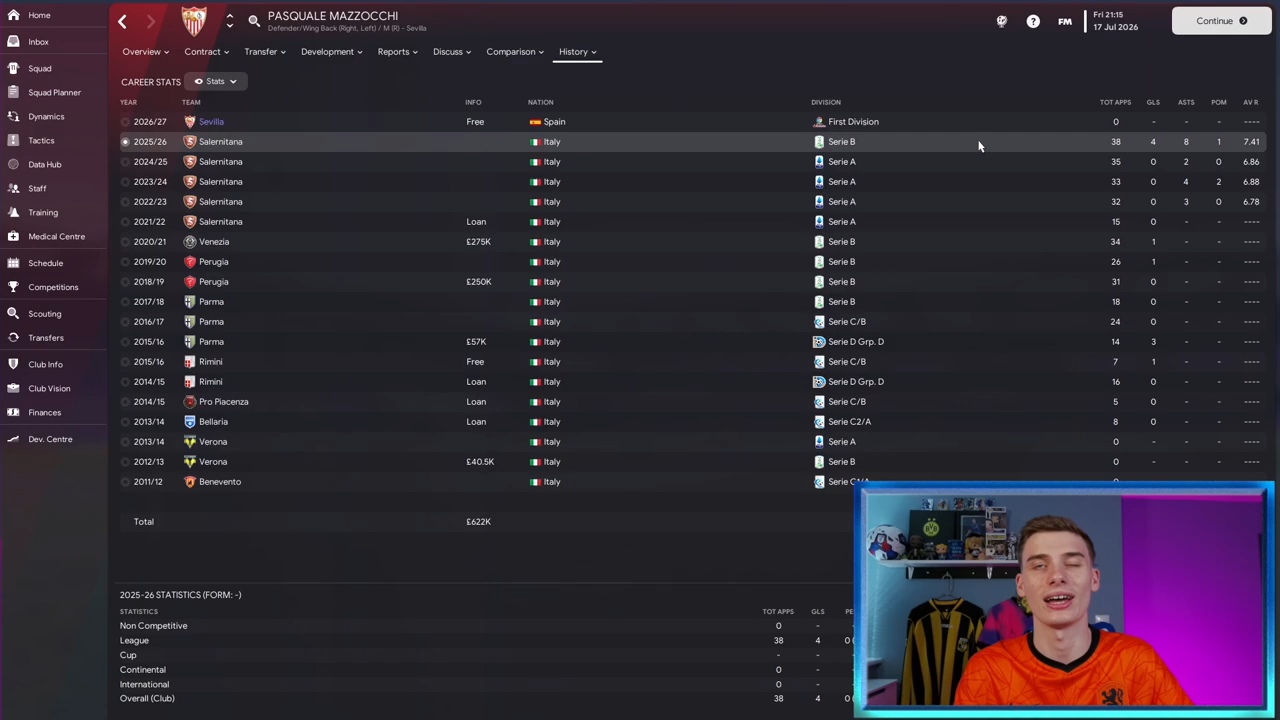 Home
Inbox
Squad
Squad Planner
Dynamics
Tactics
Data Hub
Staff
Training
Medical Centre
Schedule
Competitions
Scouting
Transfers
Club Info
Club Vision
Finances
Dev. Centre
PASQUALE MAZZOCCHI
Defender/Wing Back (Right, Left) / M (R) - Sevilla
FM
Fri 21:15
17 Jul 2026
Continue
Overview Contract Transfer Development Reports Discuss Comparison History
CAREER STATS Stats
YEAR TEAM INFO NATION DIVISION TOT APPS GLS ASTS POM AV R
2026/27 Sevilla Free Spain First Division 0 - - - ----
2025/26 Salernitana Italy Serie B 38 4 8 1 7.41
2024/25 Salernitana Italy Serie A 35 0 2 0 6.86
2023/24 Salernitana Italy Serie A 33 0 4 2 6.88
2022/23 Salernitana Italy Serie A 32 0 3 0 6.78
2021/22 Salernitana Loan Italy Serie A 15 0 - - ----
2020/21 Venezia £275K Italy Serie B 34 1 - - ----
2019/20 Perugia Italy Serie B 26 1 - - ----
2018/19 Perugia £250K Italy Serie B 31 0 - - ----
2017/18 Parma Italy Serie B 18 0 - - ----
2016/17 Parma Italy Serie C/B 24 0 - - ----
2015/16 Parma £57K Italy Serie D Grp. D 14 3 - - ----
2015/16 Rimini Free Italy Serie C/B 7 1 - - ----
2014/15 Rimini Loan Italy Serie D Grp. D 16 0 - - ----
2014/15 Pro Piacenza Loan Italy Serie C/B 5 0 - - ----
2013/14 Bellaria Loan Italy Serie C2/A 8 0 - - ----
2013/14 Verona Italy Serie A 0 - - - ----
2012/13 Verona £40.5K Italy Serie B 0 - - - ----
2011/12 Benevento Italy Serie C1/A
Total £622K
2025-26 STATISTICS (FORM: -)
STATISTICS TOT APPS GLS
Non Competitive 0 -
League 38 4
Cup - -
Continental 0 -
International 0 -
Overall (Club) 38 4